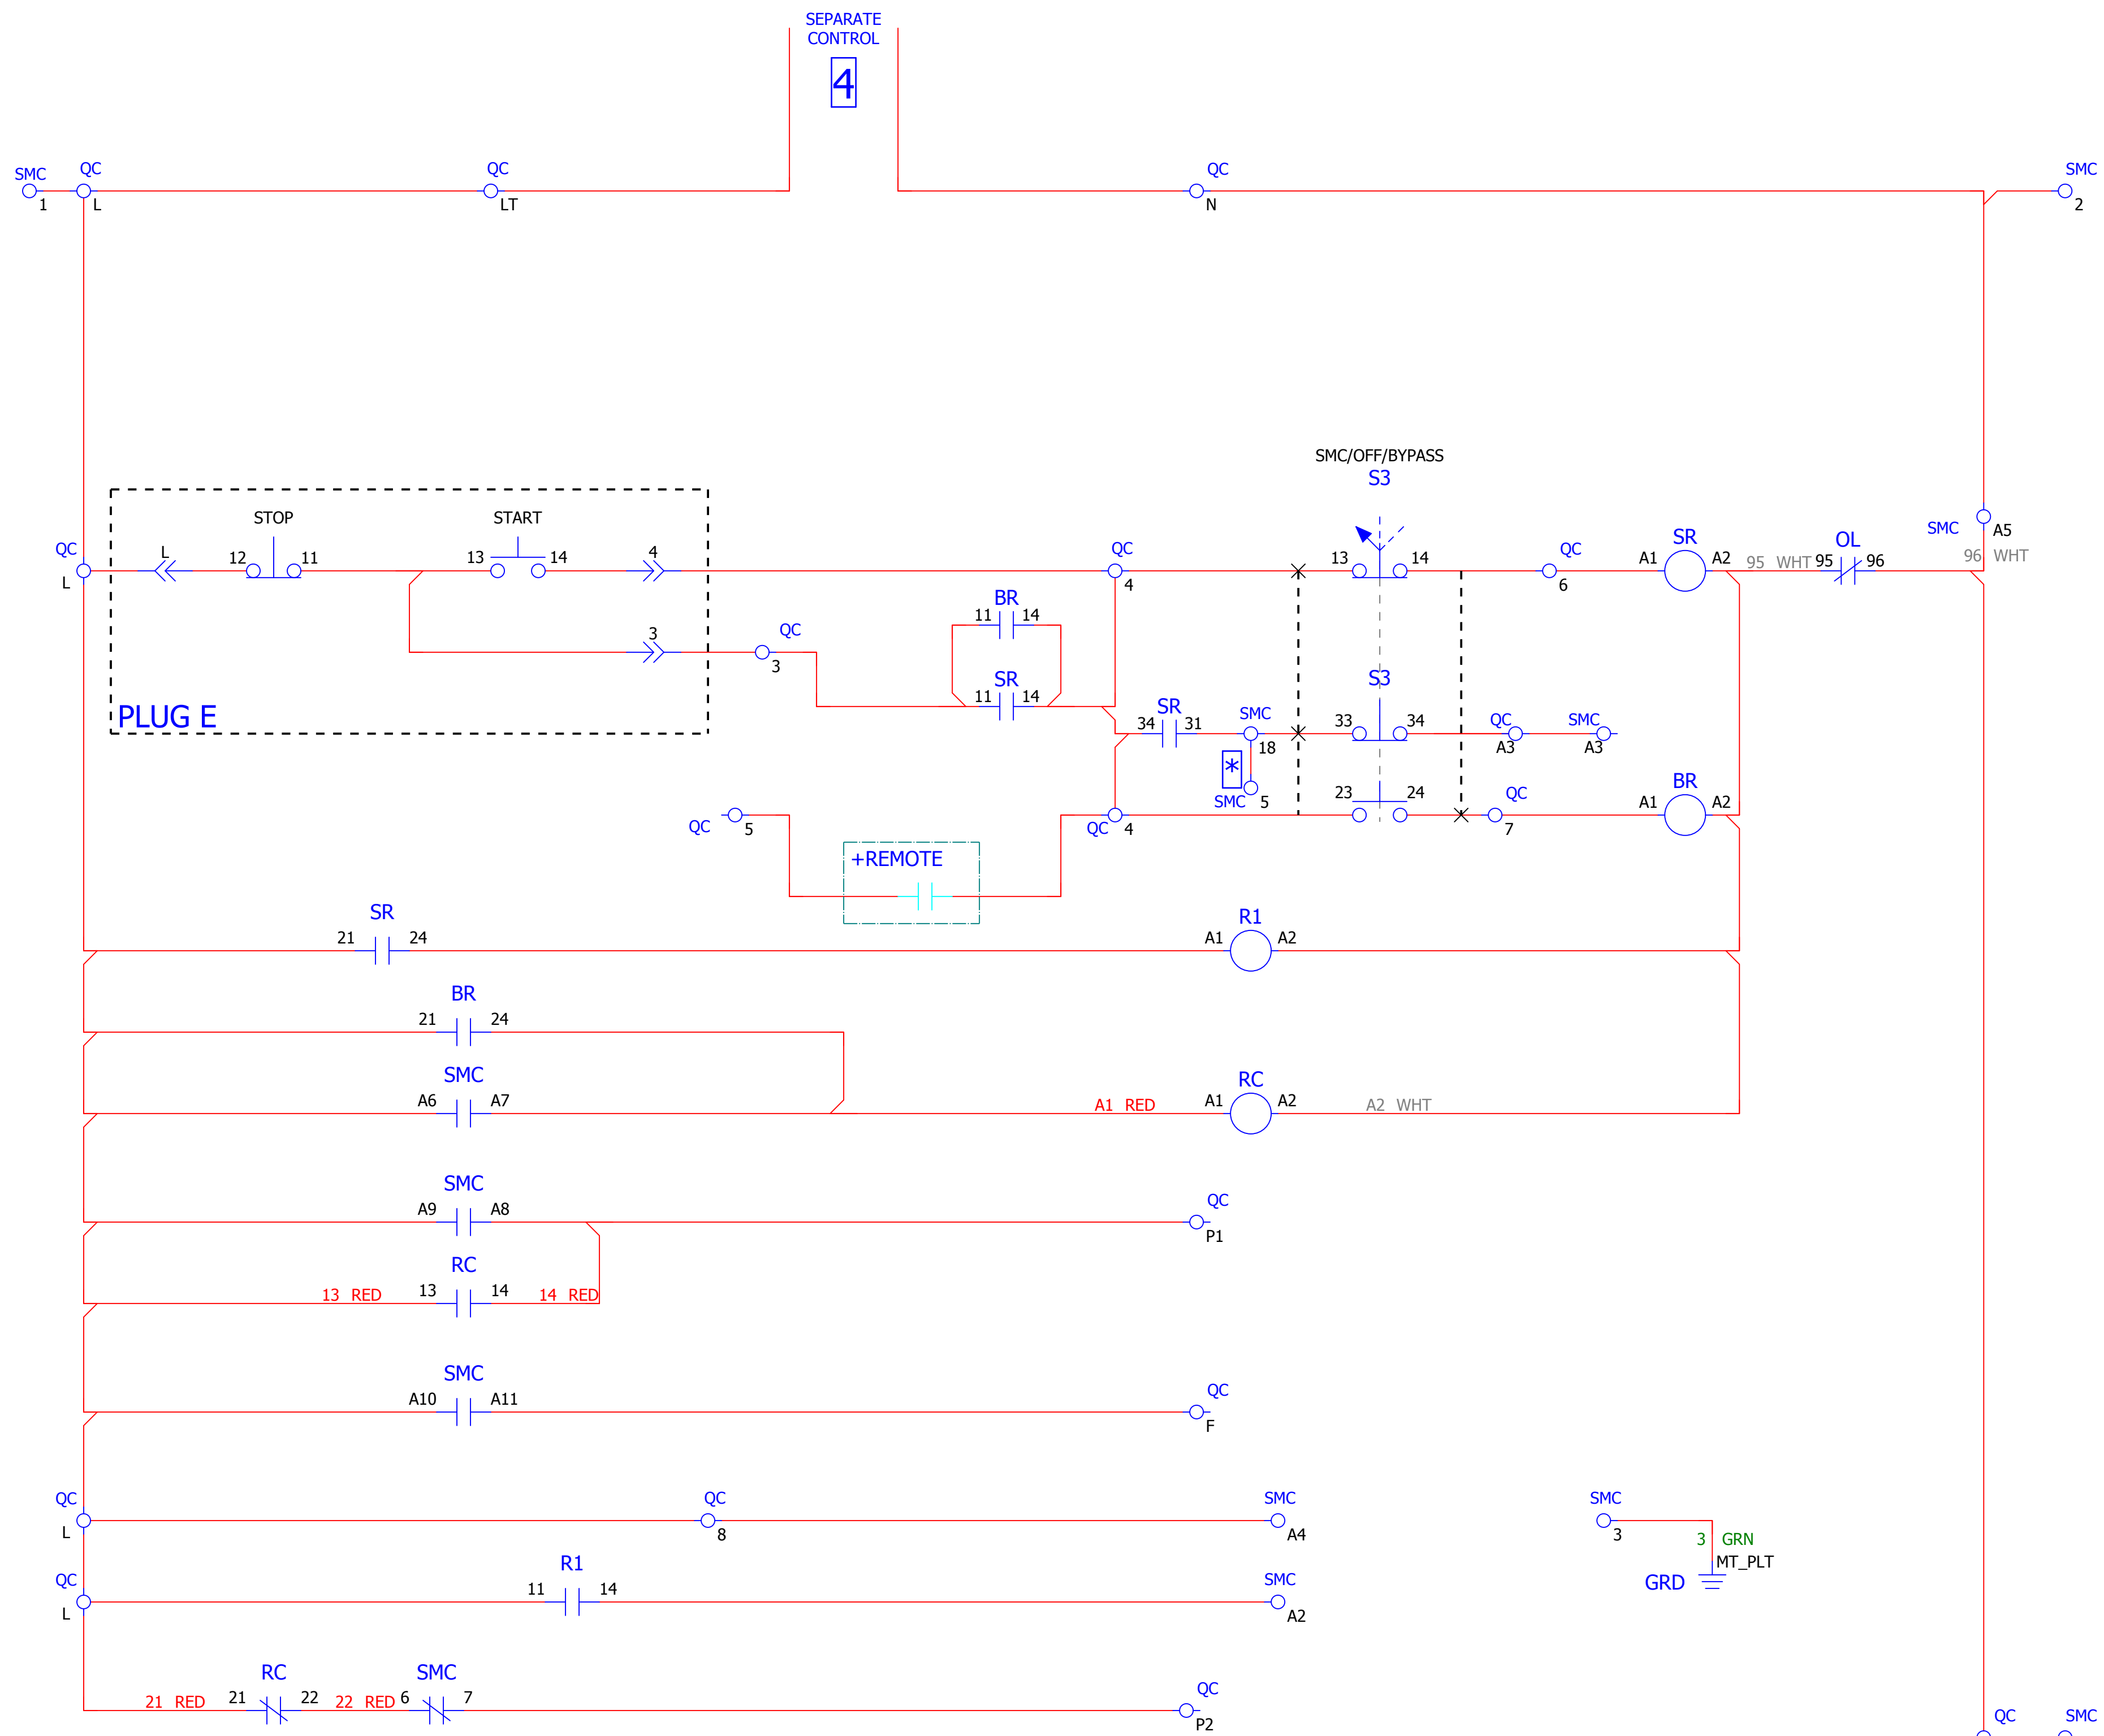 SEPARATE
CONTROL
4
SMC QC QC QC SMC
1 L LT N 2
SMC/OFF/BYPASS
S3
STOP START
QC L 12 11 13 14 4 QC 13 14 QC SR A1 A2 95 WHT 95 OL 96 SMC A5 96 WHT
L 4 6
BR
11 14
3 QC
3
SR S3
11 14
PLUG E
SR SMC 33 34 QC SMC
34 31 18 A3 A3
* 
SMC 5
23 24 QC BR
A1 A2
QC 5 QC 4 7
+REMOTE
SR R1
21 24 A1 A2
BR
21 24
SMC RC
A6 A7 A1 RED A1 A2 A2 WHT
SMC QC
A9 A8
P1
RC
13 RED 13 14 14 RED
SMC QC
A10 A11
F
QC QC SMC SMC
L 8 A4 3
3 GRN
MT_PLT
GRD
QC R1 SMC
11 14
L A2
RC SMC QC
21 RED 21 22 22 RED 6 7
P2
QC SMC